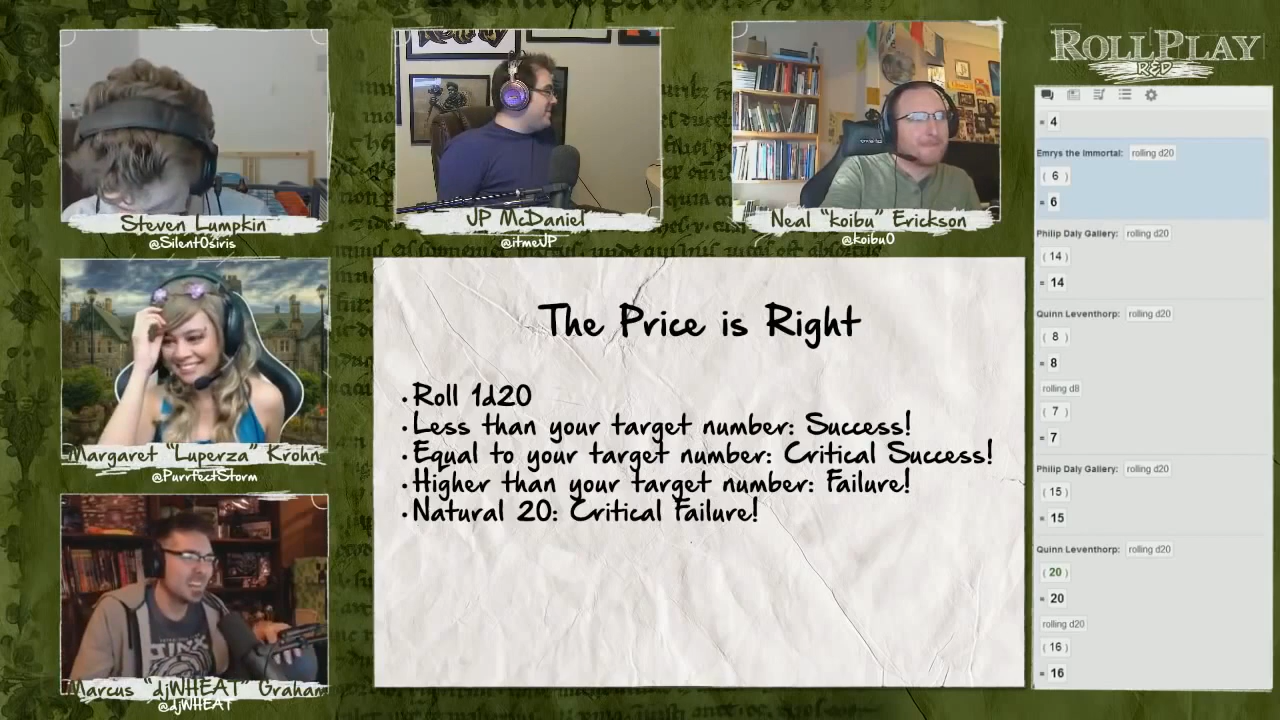 Steven Lumpkin
@SilentOsiris
JP McDaniel
@itmeJP
Neal "koibu" Erickson
@koibu0
Margaret "Luperza" Krohn
@PurrfectStorm
Marcus "djWHEAT" Graham
@djWHEAT
The Price is Right
• Roll 1d20
• Less than your target number: Success!
• Equal to your target number: Critical Success!
• Higher than your target number: Failure!
• Natural 20: Critical Failure!
ROLLPLAY
R&D
= 4
Emrys the Immortal: rolling d20
( 6 )
= 6
Philip Daly Gallery: rolling d20
( 14 )
= 14
Quinn Leventhorp: rolling d20
( 8 )
= 8
rolling d8
( 7 )
= 7
Philip Daly Gallery: rolling d20
( 15 )
= 15
Quinn Leventhorp: rolling d20
( 20 )
= 20
rolling d20
( 16 )
= 16